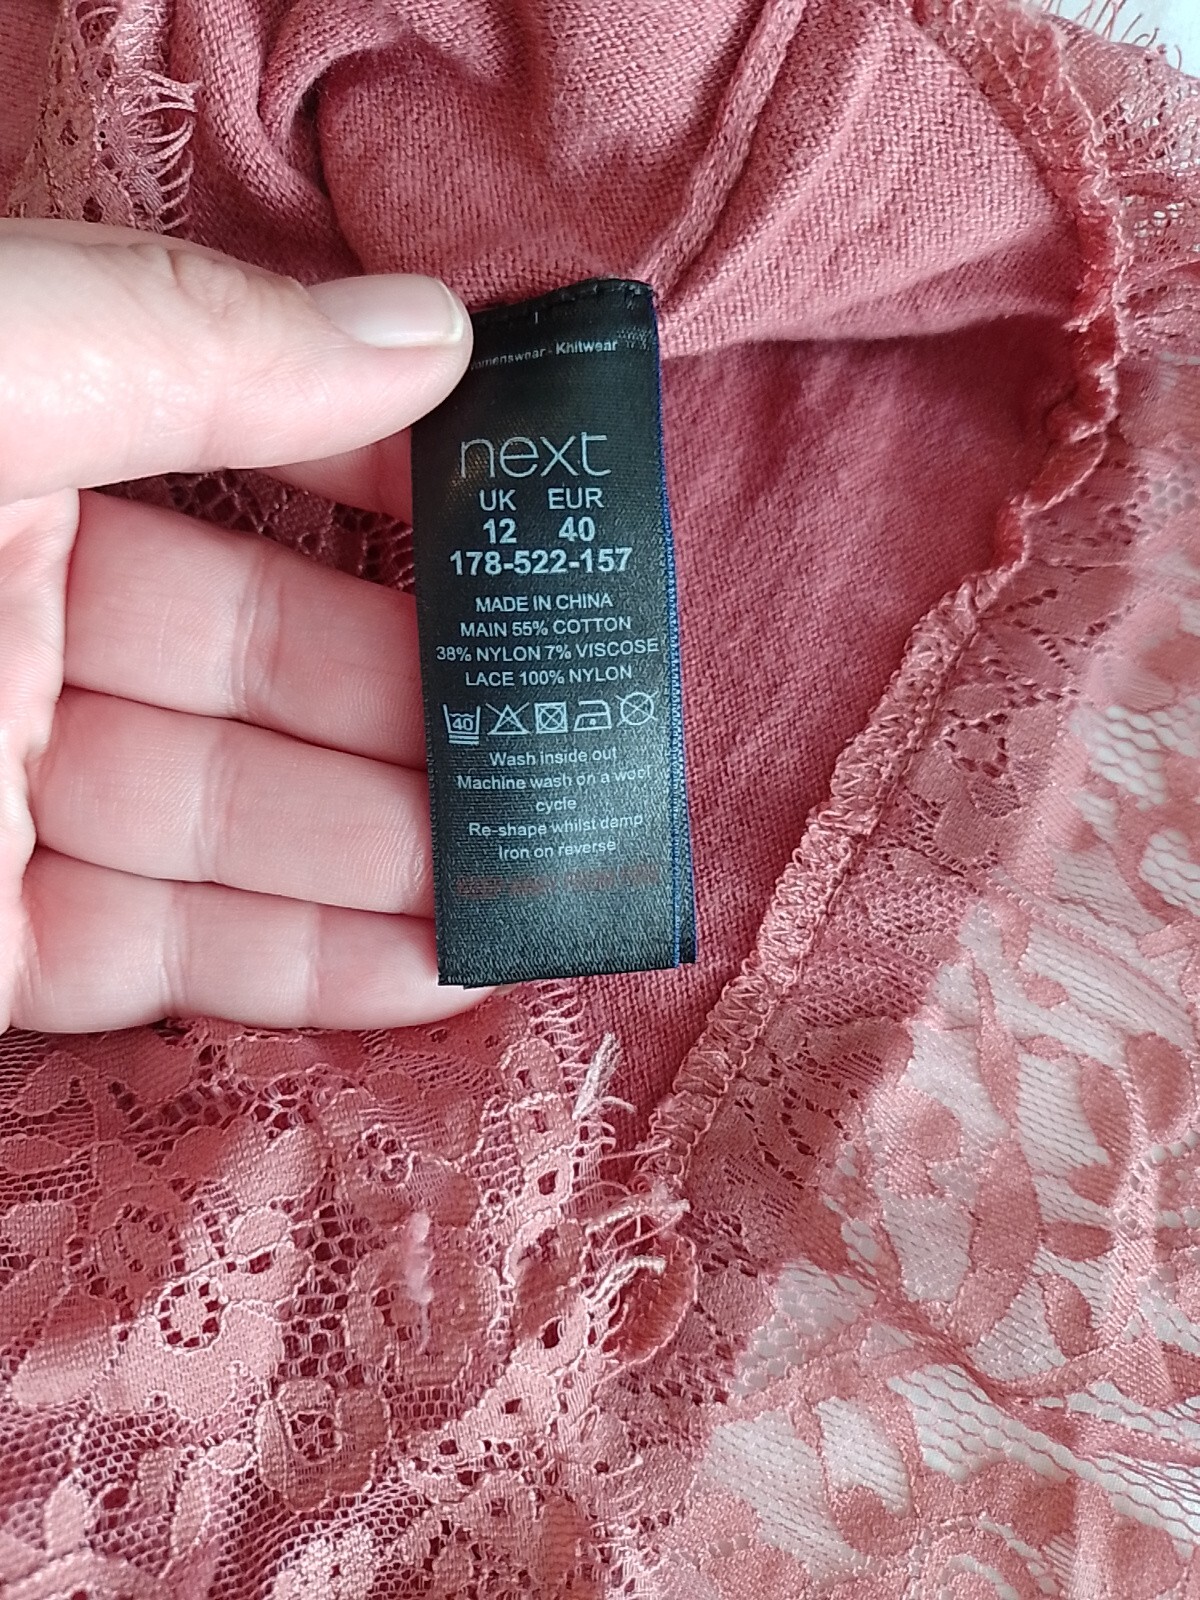 Knitwear
next
UK EUR
12 40
178-522-157
MADE IN CHINA
MAIN 55% COTTON
38% NYLON 7% VISCOSE
LACE 100% NYLON
40
Wash inside out
Machine wash on a wool
cycle
Re-shape whilst damp
Iron on reverse